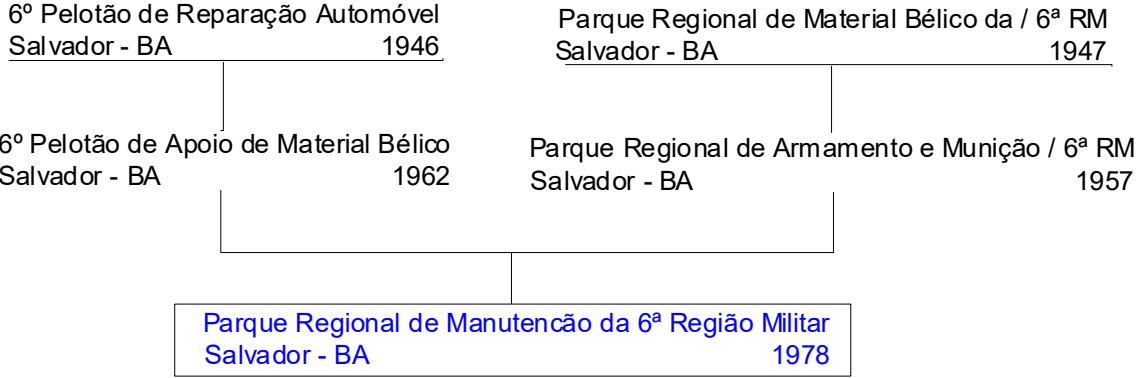 6º Pelotão de Reparação Automóvel
Salvador - BA 1946
Parque Regional de Material Bélico da / 6ª RM
Salvador - BA 1947
6º Pelotão de Apoio de Material Bélico
Salvador - BA 1962
Parque Regional de Armamento e Munição / 6ª RM
Salvador - BA 1957
Parque Regional de Manutencão da 6ª Região Militar
Salvador - BA 1978